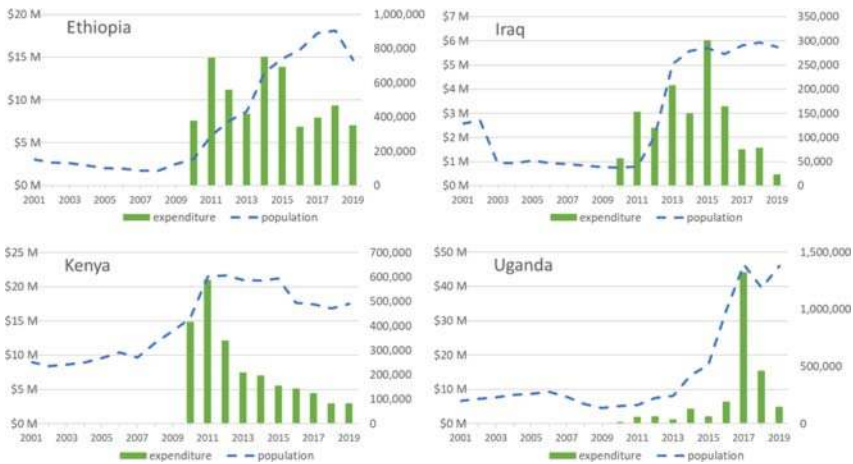 Ethiopia
$20 M
$15 M
$10 M
$5 M
$0 M
1,000,000
800,000
600,000
400,000
200,000
0
2001 2003 2005 2007 2009 2011 2013 2015 2017 2019
expenditure population
Iraq
$7 M
$6 M
$5 M
$4 M
$3 M
$2 M
$1 M
$0 M
350,000
300,000
250,000
200,000
150,000
100,000
50,000
0
2001 2003 2005 2007 2009 2011 2013 2015 2017 2019
expenditure population
Kenya
$25 M
$20 M
$15 M
$10 M
$5 M
$0 M
700,000
600,000
500,000
400,000
300,000
200,000
100,000
0
2001 2003 2005 2007 2009 2011 2013 2015 2017 2019
expenditure population
Uganda
$50 M
$40 M
$30 M
$20 M
$10 M
$0 M
1,500,000
1,000,000
500,000
0
2001 2003 2005 2007 2009 2011 2013 2015 2017 2019
expenditure population